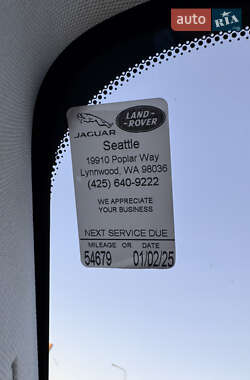 AUTO.RIA
JAGUAR
LAND-
ROVER
Seattle
19910 Poplar Way
Lynnwood, WA 98036
(425) 640-9222
WE APPRECIATE
YOUR BUSINESS
NEXT SERVICE DUE
MILEAGE OR DATE
54679 01/02/25